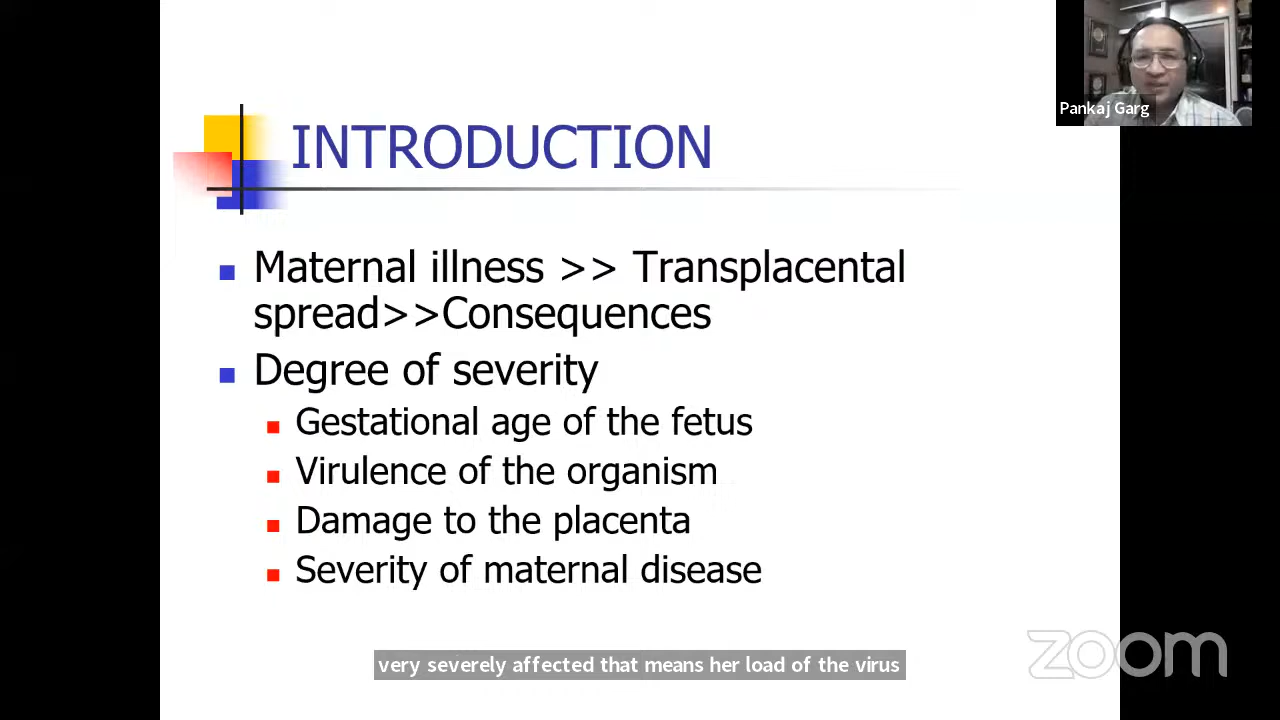 Pankaj Garg
INTRODUCTION
Maternal illness >> Transplacental
spread>>Consequences
Degree of severity
Gestational age of the fetus
Virulence of the organism
Damage to the placenta
Severity of maternal disease
very severely affected that means her load of the virus
zoom